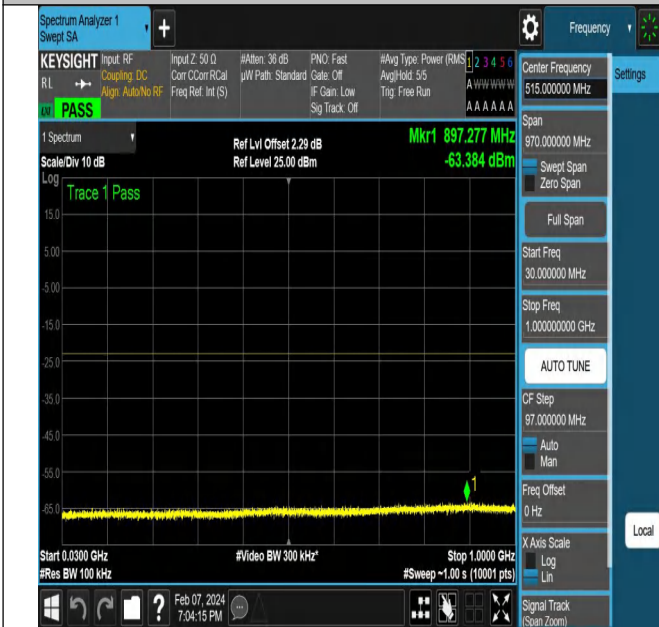 Spectrum Analyzer 1
Swept SA
+
Frequency
KEYSIGHT
RL
PASS
Input: RF
Coupling: DC
Align: Auto/No RF
Input Z: 50 Ω
Corr CCorr RCal
Freq Ref: Int (S)
#Atten: 36 dB
µW Path: Standard
PNO: Fast
Gate: Off
IF Gain: Low
Sig Track: Off
#Avg Type: Power (RMS
Avg|Hold: 5/5
Trig: Free Run
1 2 3 4 5 6
A W W W W W
A A A A A A
1 Spectrum
Scale/Div 10 dB
Ref Lvl Offset 2.29 dB
Ref Level 25.00 dBm
Mkr1 897.277 MHz
-63.384 dBm
Log
Trace 1 Pass
15.0
5.00
-5.00
-15.0
-25.0
-35.0
-45.0
-55.0
-65.0
1
Start 0.0300 GHz
#Res BW 100 kHz
#Video BW 300 kHz*
Stop 1.0000 GHz
#Sweep ~1.00 s (10001 pts)
Feb 07, 2024
7:04:15 PM
Center Frequency
515.000000 MHz
Span
970.000000 MHz
Swept Span
Zero Span
Full Span
Start Freq
30.000000 MHz
Stop Freq
1.000000000 GHz
AUTO TUNE
CF Step
97.000000 MHz
Auto
Man
Freq Offset
0 Hz
X Axis Scale
Log
Lin
Signal Track
(Span Zoom)
Settings
Local